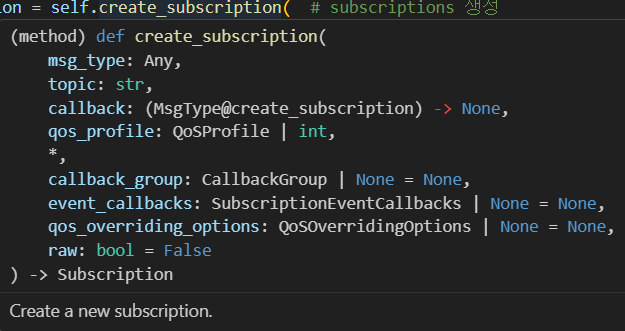 ion = self.create_subscription(  # subscriptions 생성
(method) def create_subscription(
    msg_type: Any,
    topic: str,
    callback: (MsgType@create_subscription) -> None,
    qos_profile: QoSProfile | int,
    *,
    callback_group: CallbackGroup | None = None,
    event_callbacks: SubscriptionEventCallbacks | None = None,
    qos_overriding_options: QoSOverridingOptions | None = None,
    raw: bool = False
) -> Subscription
Create a new subscription.